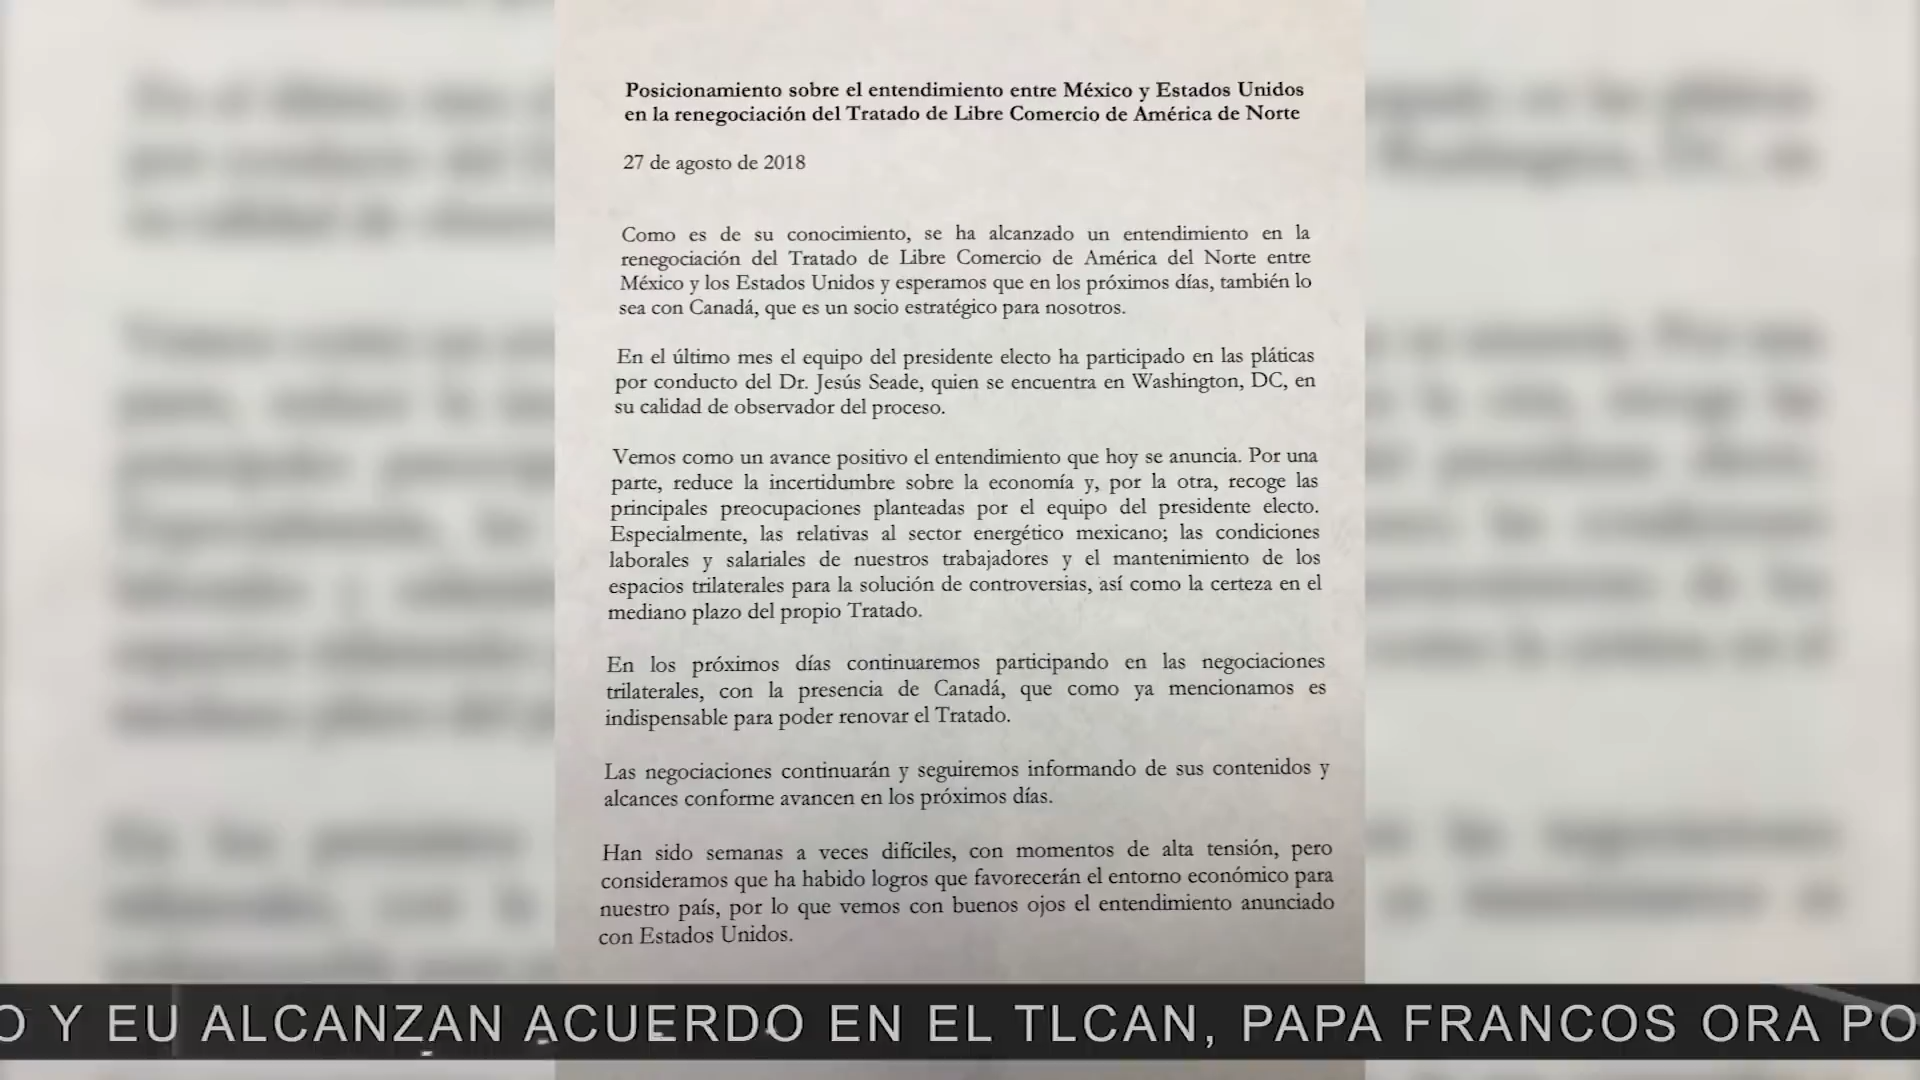 Posicionamiento sobre el entendimiento entre México y Estados Unidos
en la renegociación del Tratado de Libre Comercio de América de Norte
27 de agosto de 2018
Como es de su conocimiento, se ha alcanzado un entendimiento en la
renegociación del Tratado de Libre Comercio de América del Norte entre
México y los Estados Unidos y esperamos que en los próximos días, también lo
sea con Canadá, que es un socio estratégico para nosotros.
En el último mes el equipo del presidente electo ha participado en las pláticas
por conducto del Dr. Jesús Seade, quien se encuentra en Washington, DC, en
su calidad de observador del proceso.
Vemos como un avance positivo el entendimiento que hoy se anuncia. Por una
parte, reduce la incertidumbre sobre la economía y, por la otra, recoge las
principales preocupaciones planteadas por el equipo del presidente electo.
Especialmente, las relativas al sector energético mexicano; las condiciones
laborales y salariales de nuestros trabajadores y el mantenimiento de los
espacios trilaterales para la solución de controversias, así como la certeza en el
mediano plazo del propio Tratado.
En los próximos días continuaremos participando en las negociaciones
trilaterales, con la presencia de Canadá, que como ya mencionamos es
indispensable para poder renovar el Tratado.
Las negociaciones continuarán y seguiremos informando de sus contenidos y
alcances conforme avancen en los próximos días.
Han sido semanas a veces difíciles, con momentos de alta tensión, pero
consideramos que ha habido logros que favorecerán el entorno económico para
nuestro país, por lo que vemos con buenos ojos el entendimiento anunciado
con Estados Unidos.
O Y EU ALCANZAN ACUERDO EN EL TLCAN, PAPA FRANCOS ORA PO